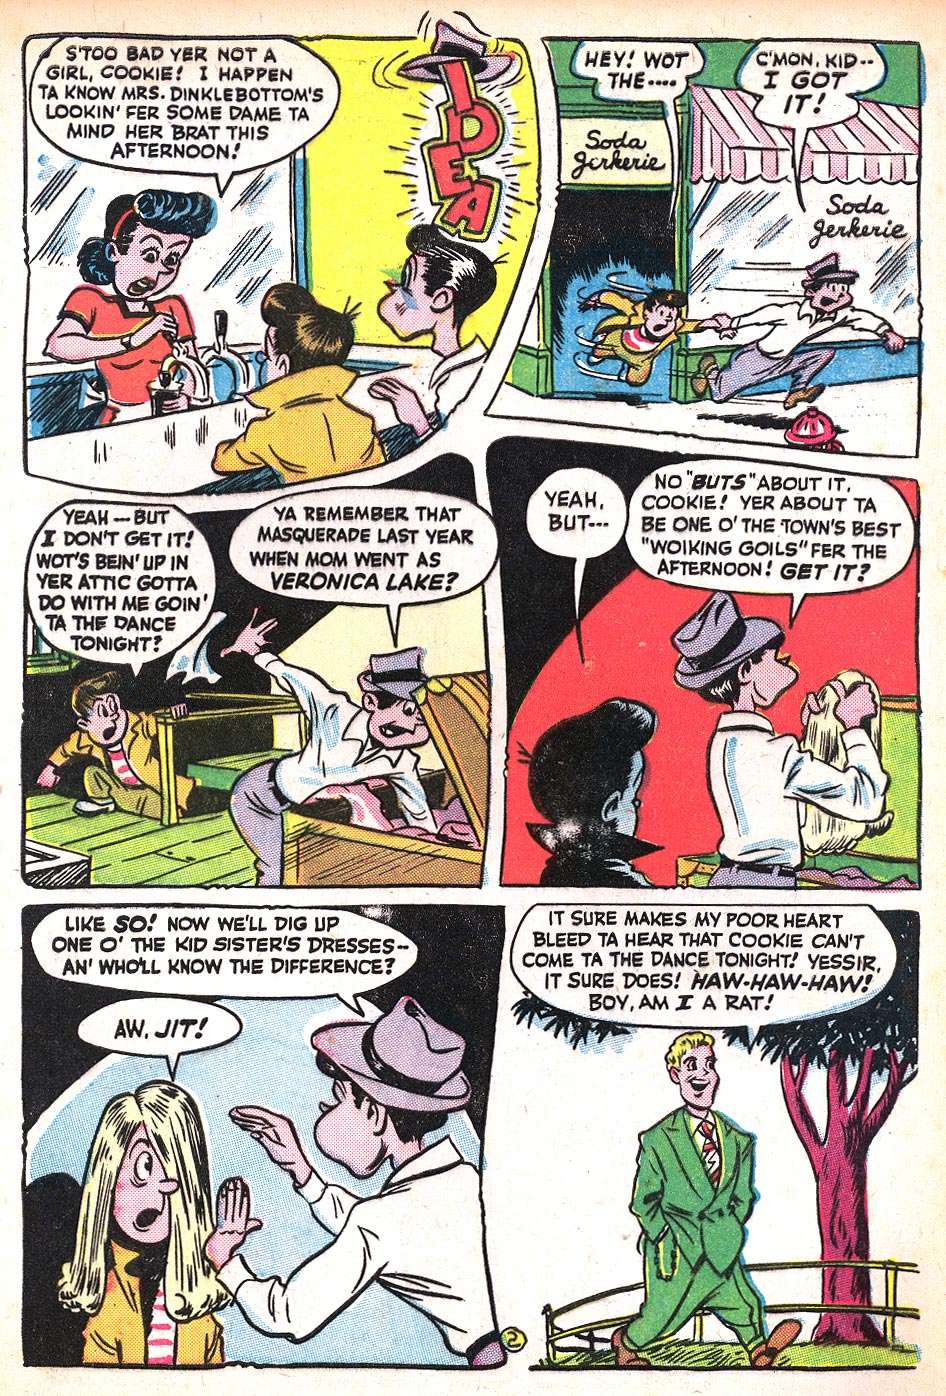 S'TOO BAD YER NOT A
GIRL, COOKIE! I HAPPEN
TA KNOW MRS. DINKLEBOTTOM'S
LOOKIN' FER SOME DAME TA
MIND HER BRAT THIS
AFTERNOON!
IDEA
HEY! WOT
THE----
C'MON, KID--
I GOT
IT!
Soda
Jerkerie
Soda
Jerkerie
YEAH -- BUT
I DON'T GET IT!
WOT'S BEIN' UP IN
YER ATTIC GOTTA
DO WITH ME GOIN'
TA THE DANCE
TONIGHT?
YA REMEMBER THAT
MASQUERADE LAST YEAR
WHEN MOM WENT AS
VERONICA LAKE?
YEAH,
BUT---
NO "BUTS" ABOUT IT,
COOKIE! YER ABOUT TA
BE ONE O' THE TOWN'S BEST
"WOIKING GOILS" FER THE
AFTERNOON! GET IT?
LIKE SO! NOW WE'LL DIG UP
ONE O' THE KID SISTER'S DRESSES--
AN' WHO'LL KNOW THE DIFFERENCE?
AW, JIT!
2
IT SURE MAKES MY POOR HEART
BLEED TA HEAR THAT COOKIE CAN'T
COME TA THE DANCE TONIGHT! YESSIR,
IT SURE DOES! HAW-HAW-HAW!
BOY, AM I A RAT!